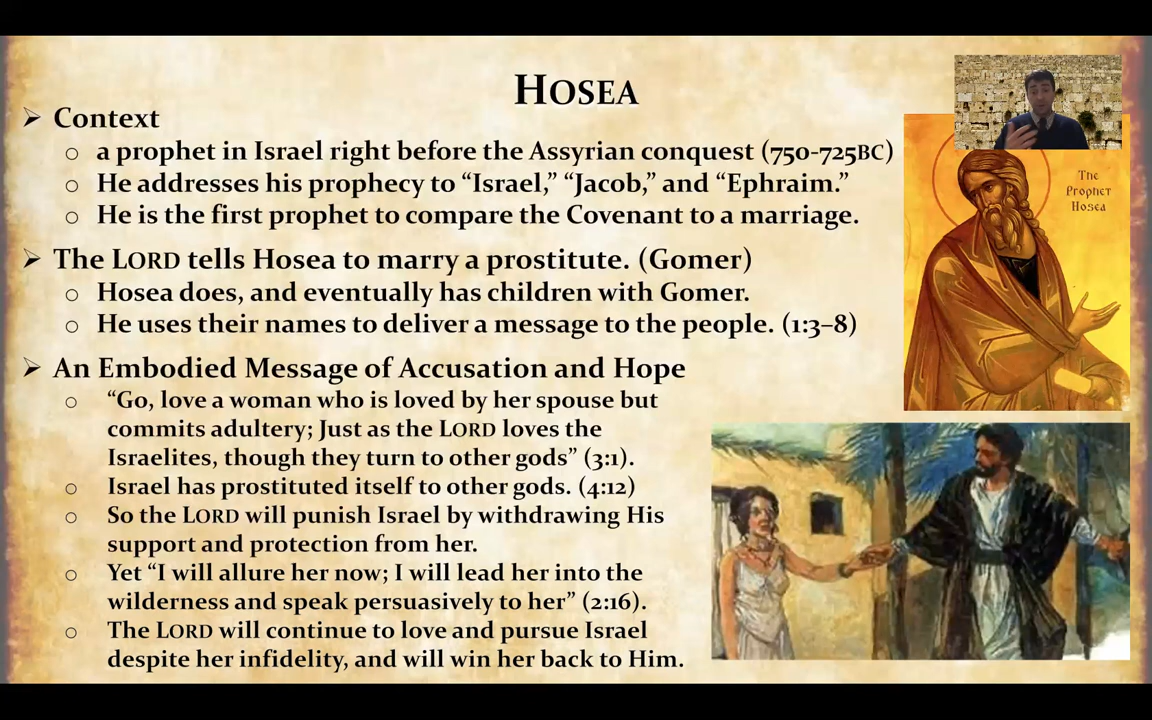 HOSEA
➢ Context
○ a prophet in Israel right before the Assyrian conquest (750-725BC)
○ He addresses his prophecy to “Israel,” “Jacob,” and “Ephraim.”
○ He is the first prophet to compare the Covenant to a marriage.
➢ The LORD tells Hosea to marry a prostitute. (Gomer)
○ Hosea does, and eventually has children with Gomer.
○ He uses their names to deliver a message to the people. (1:3–8)
➢ An Embodied Message of Accusation and Hope
○ “Go, love a woman who is loved by her spouse but
commits adultery; Just as the LORD loves the
Israelites, though they turn to other gods” (3:1).
○ Israel has prostituted itself to other gods. (4:12)
○ So the LORD will punish Israel by withdrawing His
support and protection from her.
○ Yet “I will allure her now; I will lead her into the
wilderness and speak persuasively to her” (2:16).
○ The LORD will continue to love and pursue Israel
despite her infidelity, and will win her back to Him.
The
Prophet
Hosea